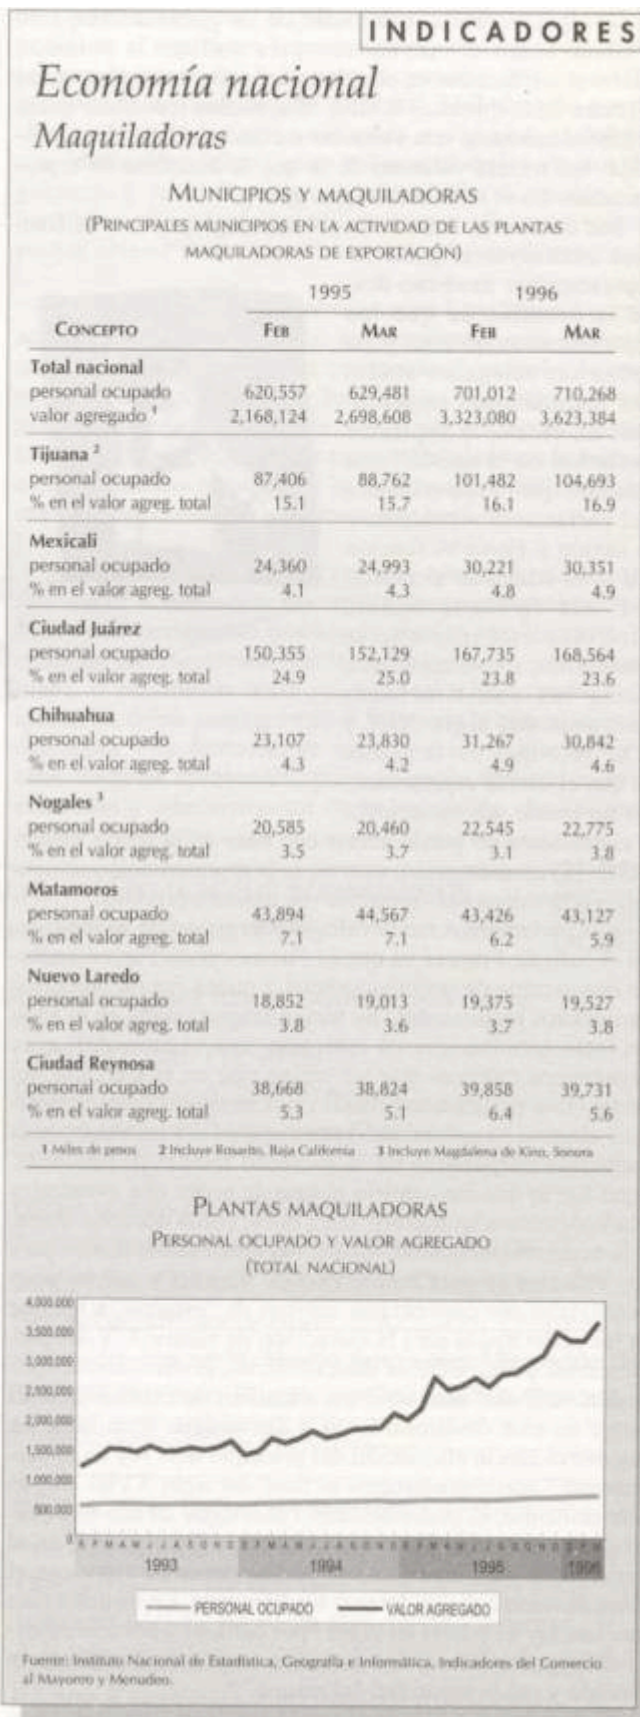 INDICADORES
Economía nacional
Maquiladoras
MUNICIPIOS Y MAQUILADORAS
(PRINCIPALES MUNICIPIOS EN LA ACTIVIDAD DE LAS PLANTAS
MAQUILADORAS DE EXPORTACIÓN)
1995 1996
CONCEPTO FEB MAR FEB MAR
Total nacional
personal ocupado 620,557 629,481 701,012 710,268
valor agregado 1 2,168,124 2,698,608 3,323,080 3,623,384
Tijuana 2
personal ocupado 87,406 88,762 101,482 104,693
% en el valor agreg. total 15.1 15.7 16.1 16.9
Mexicali
personal ocupado 24,360 24,993 30,221 30,351
% en el valor agreg. total 4.1 4.3 4.8 4.9
Ciudad Juárez
personal ocupado 150,355 152,129 167,735 168,564
% en el valor agreg. total 24.9 25.0 23.8 23.6
Chihuahua
personal ocupado 23,107 23,830 31,267 30,842
% en el valor agreg. total 4.3 4.2 4.9 4.6
Nogales 3
personal ocupado 20,585 20,460 22,545 22,775
% en el valor agreg. total 3.5 3.7 3.1 3.8
Matamoros
personal ocupado 43,894 44,567 43,426 43,127
% en el valor agreg. total 7.1 7.1 6.2 5.9
Nuevo Laredo
personal ocupado 18,852 19,013 19,375 19,527
% en el valor agreg. total 3.8 3.6 3.7 3.8
Ciudad Reynosa
personal ocupado 38,668 38,824 39,858 39,731
% en el valor agreg. total 5.3 5.1 6.4 5.6
1 Miles de pesos 2 Incluye Rosarito, Baja California 3 Incluye Magdalena de Kino, Sonora
PLANTAS MAQUILADORAS
PERSONAL OCUPADO Y VALOR AGREGADO
(TOTAL NACIONAL)
4,000,000
3,500,000
3,000,000
2,500,000
2,000,000
1,500,000
1,000,000
500,000
0
1993 1994 1995 1996
PERSONAL OCUPADO VALOR AGREGADO
Fuente: Instituto Nacional de Estadística, Geografía e Informática, Indicadores del Comercio
al Mayoreo y Menudeo.